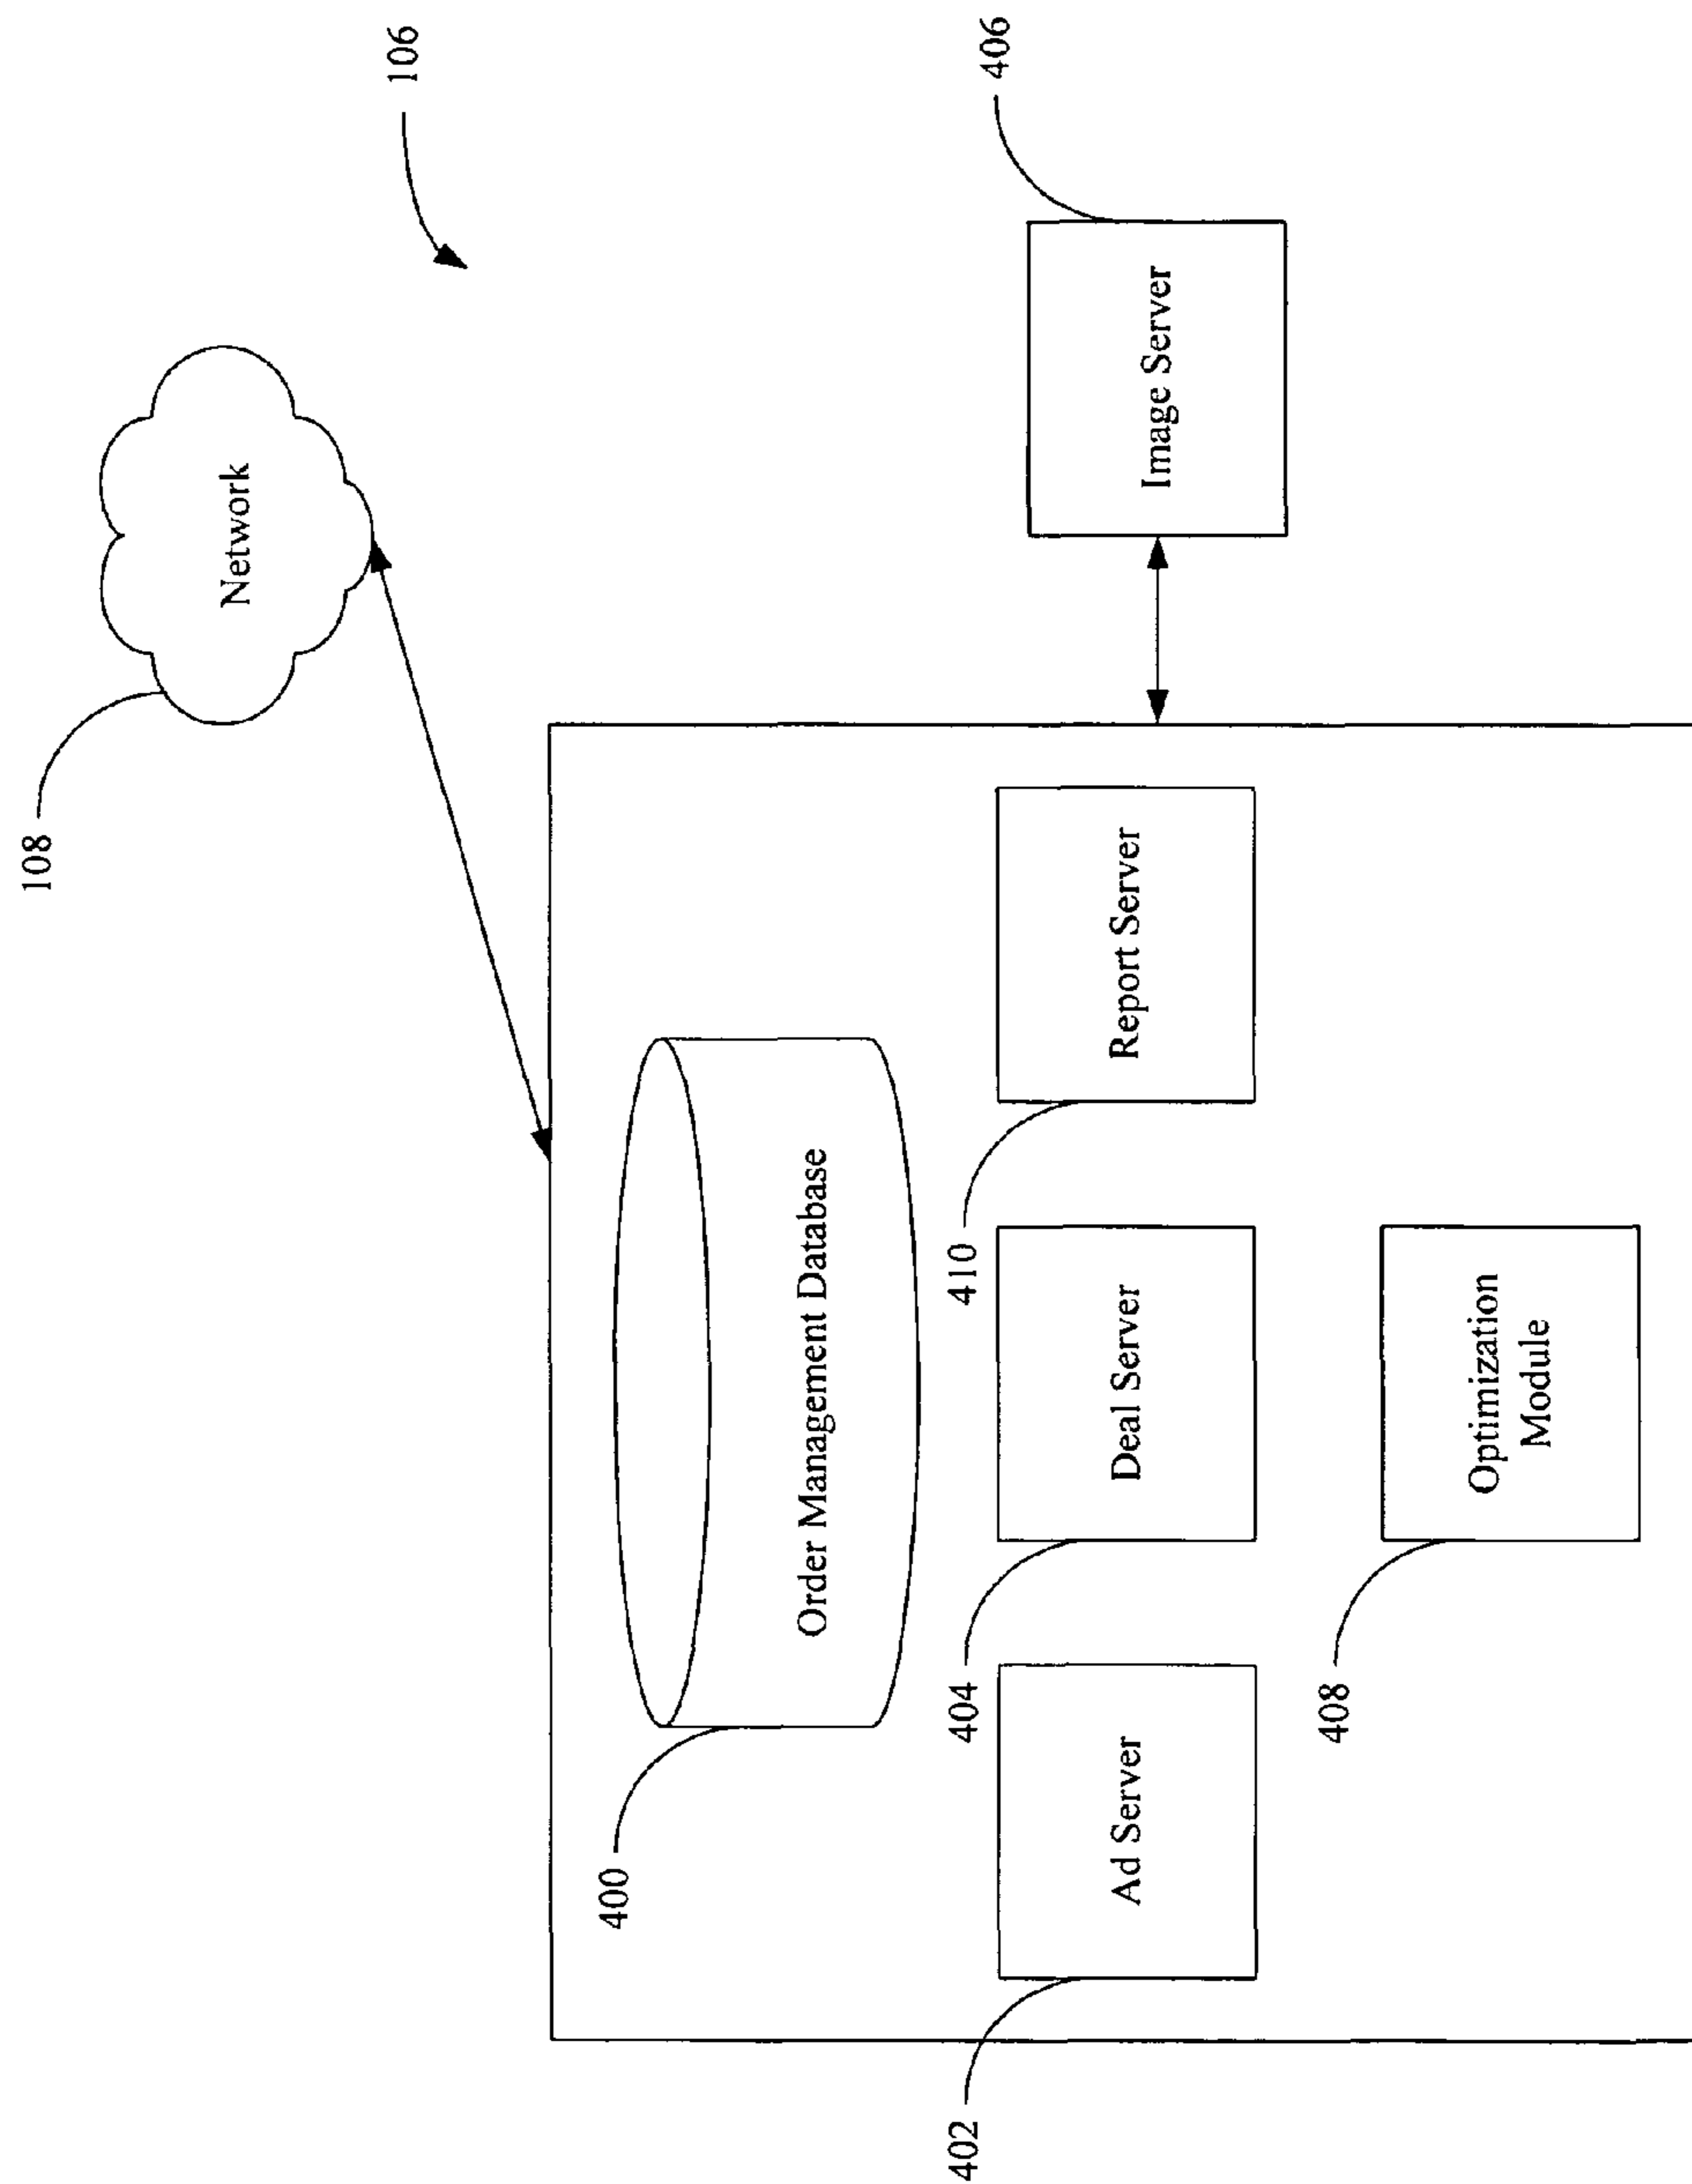 108
Network
106
400
Order Management Database
402
Ad Server
404
Deal Server
410
Report Server
406
Image Server
408
Optimization
Module